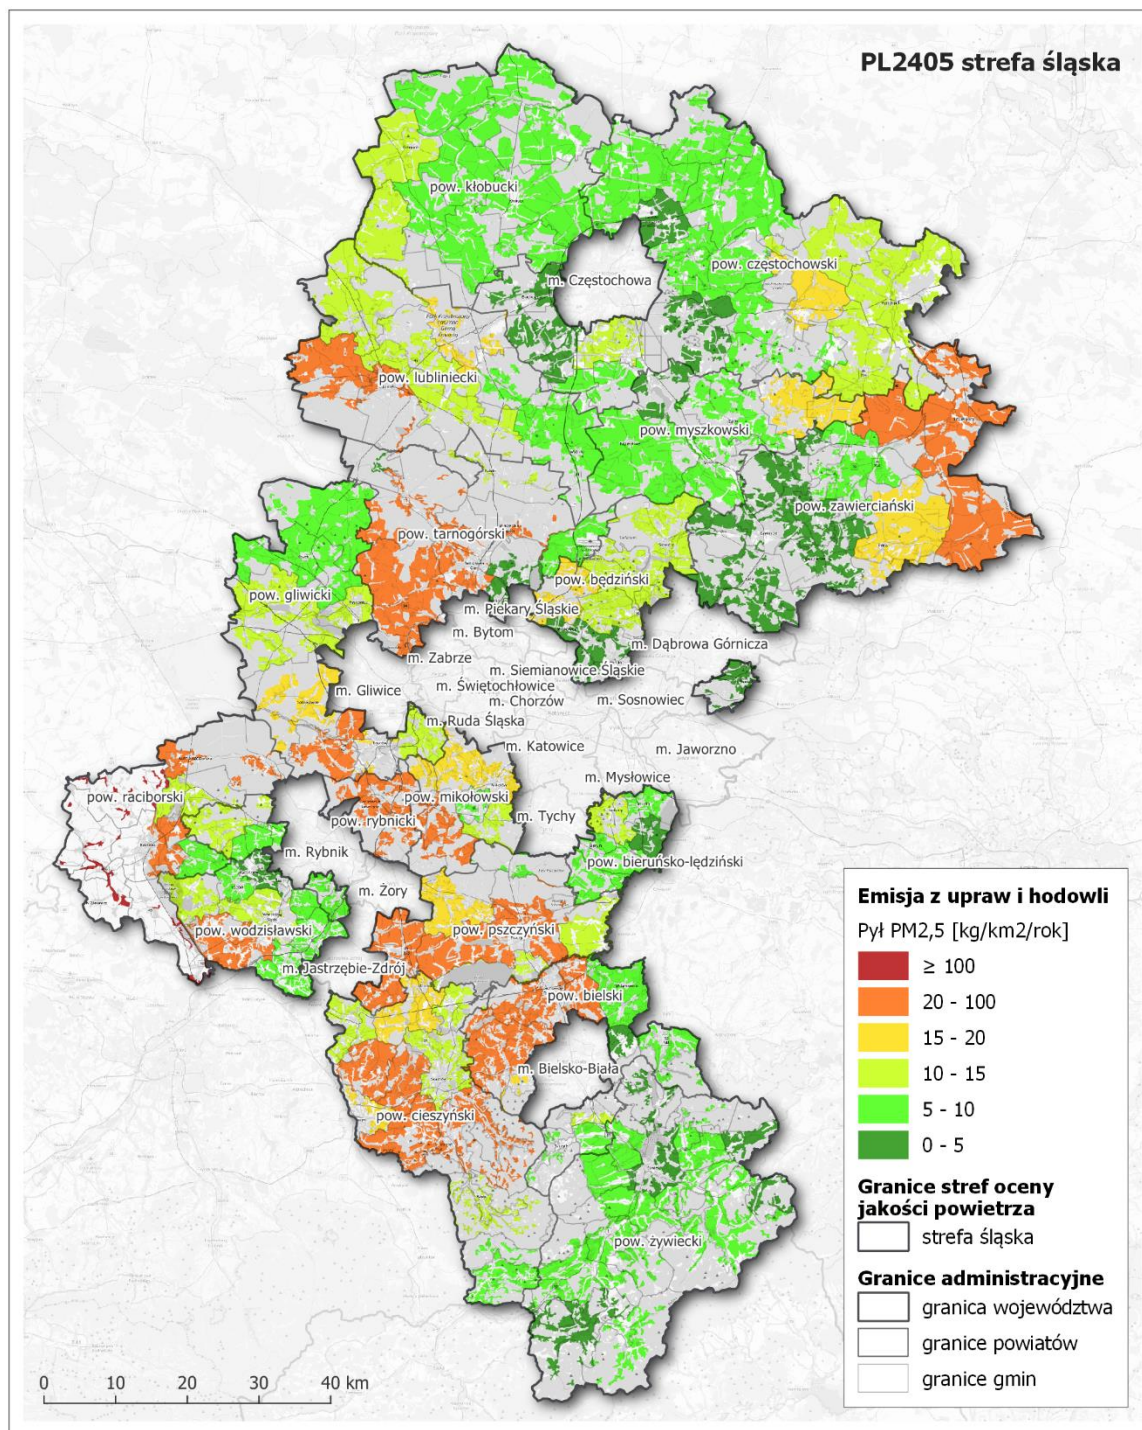 PL2405 strefa śląska
pow. kłobucki
pow. częstochowski
m. Częstochowa
pow. lubliniecki
pow. myszkowski
pow. zawierciański
pow. tarnogórski
pow. będziński
pow. gliwicki
m. Piekary Śląskie
m. Bytom
m. Dąbrowa Górnicza
m. Zabrze
m. Siemianowice Śląskie
m. Świętochłowice
m. Gliwice
m. Chorzów
m. Sosnowiec
m. Ruda Śląska
m. Katowice
m. Jaworzno
m. Mysłowice
pow. raciborski
pow. mikołowski
m. Tychy
pow. rybnicki
m. Rybnik
pow. bieruńsko-lędziński
m. Żory
pow. wodzisławski
pow. pszczyński
m. Jastrzębie-Zdrój
pow. bielski
m. Bielsko-Biała
pow. cieszyński
pow. żywiecki
Emisja z upraw i hodowli
Pył PM2,5 [kg/km2/rok]
≥ 100
20 - 100
15 - 20
10 - 15
5 - 10
0 - 5
Granice stref oceny
jakości powietrza
strefa śląska
Granice administracyjne
granica województwa
granice powiatów
granice gmin
0 10 20 30 40 km